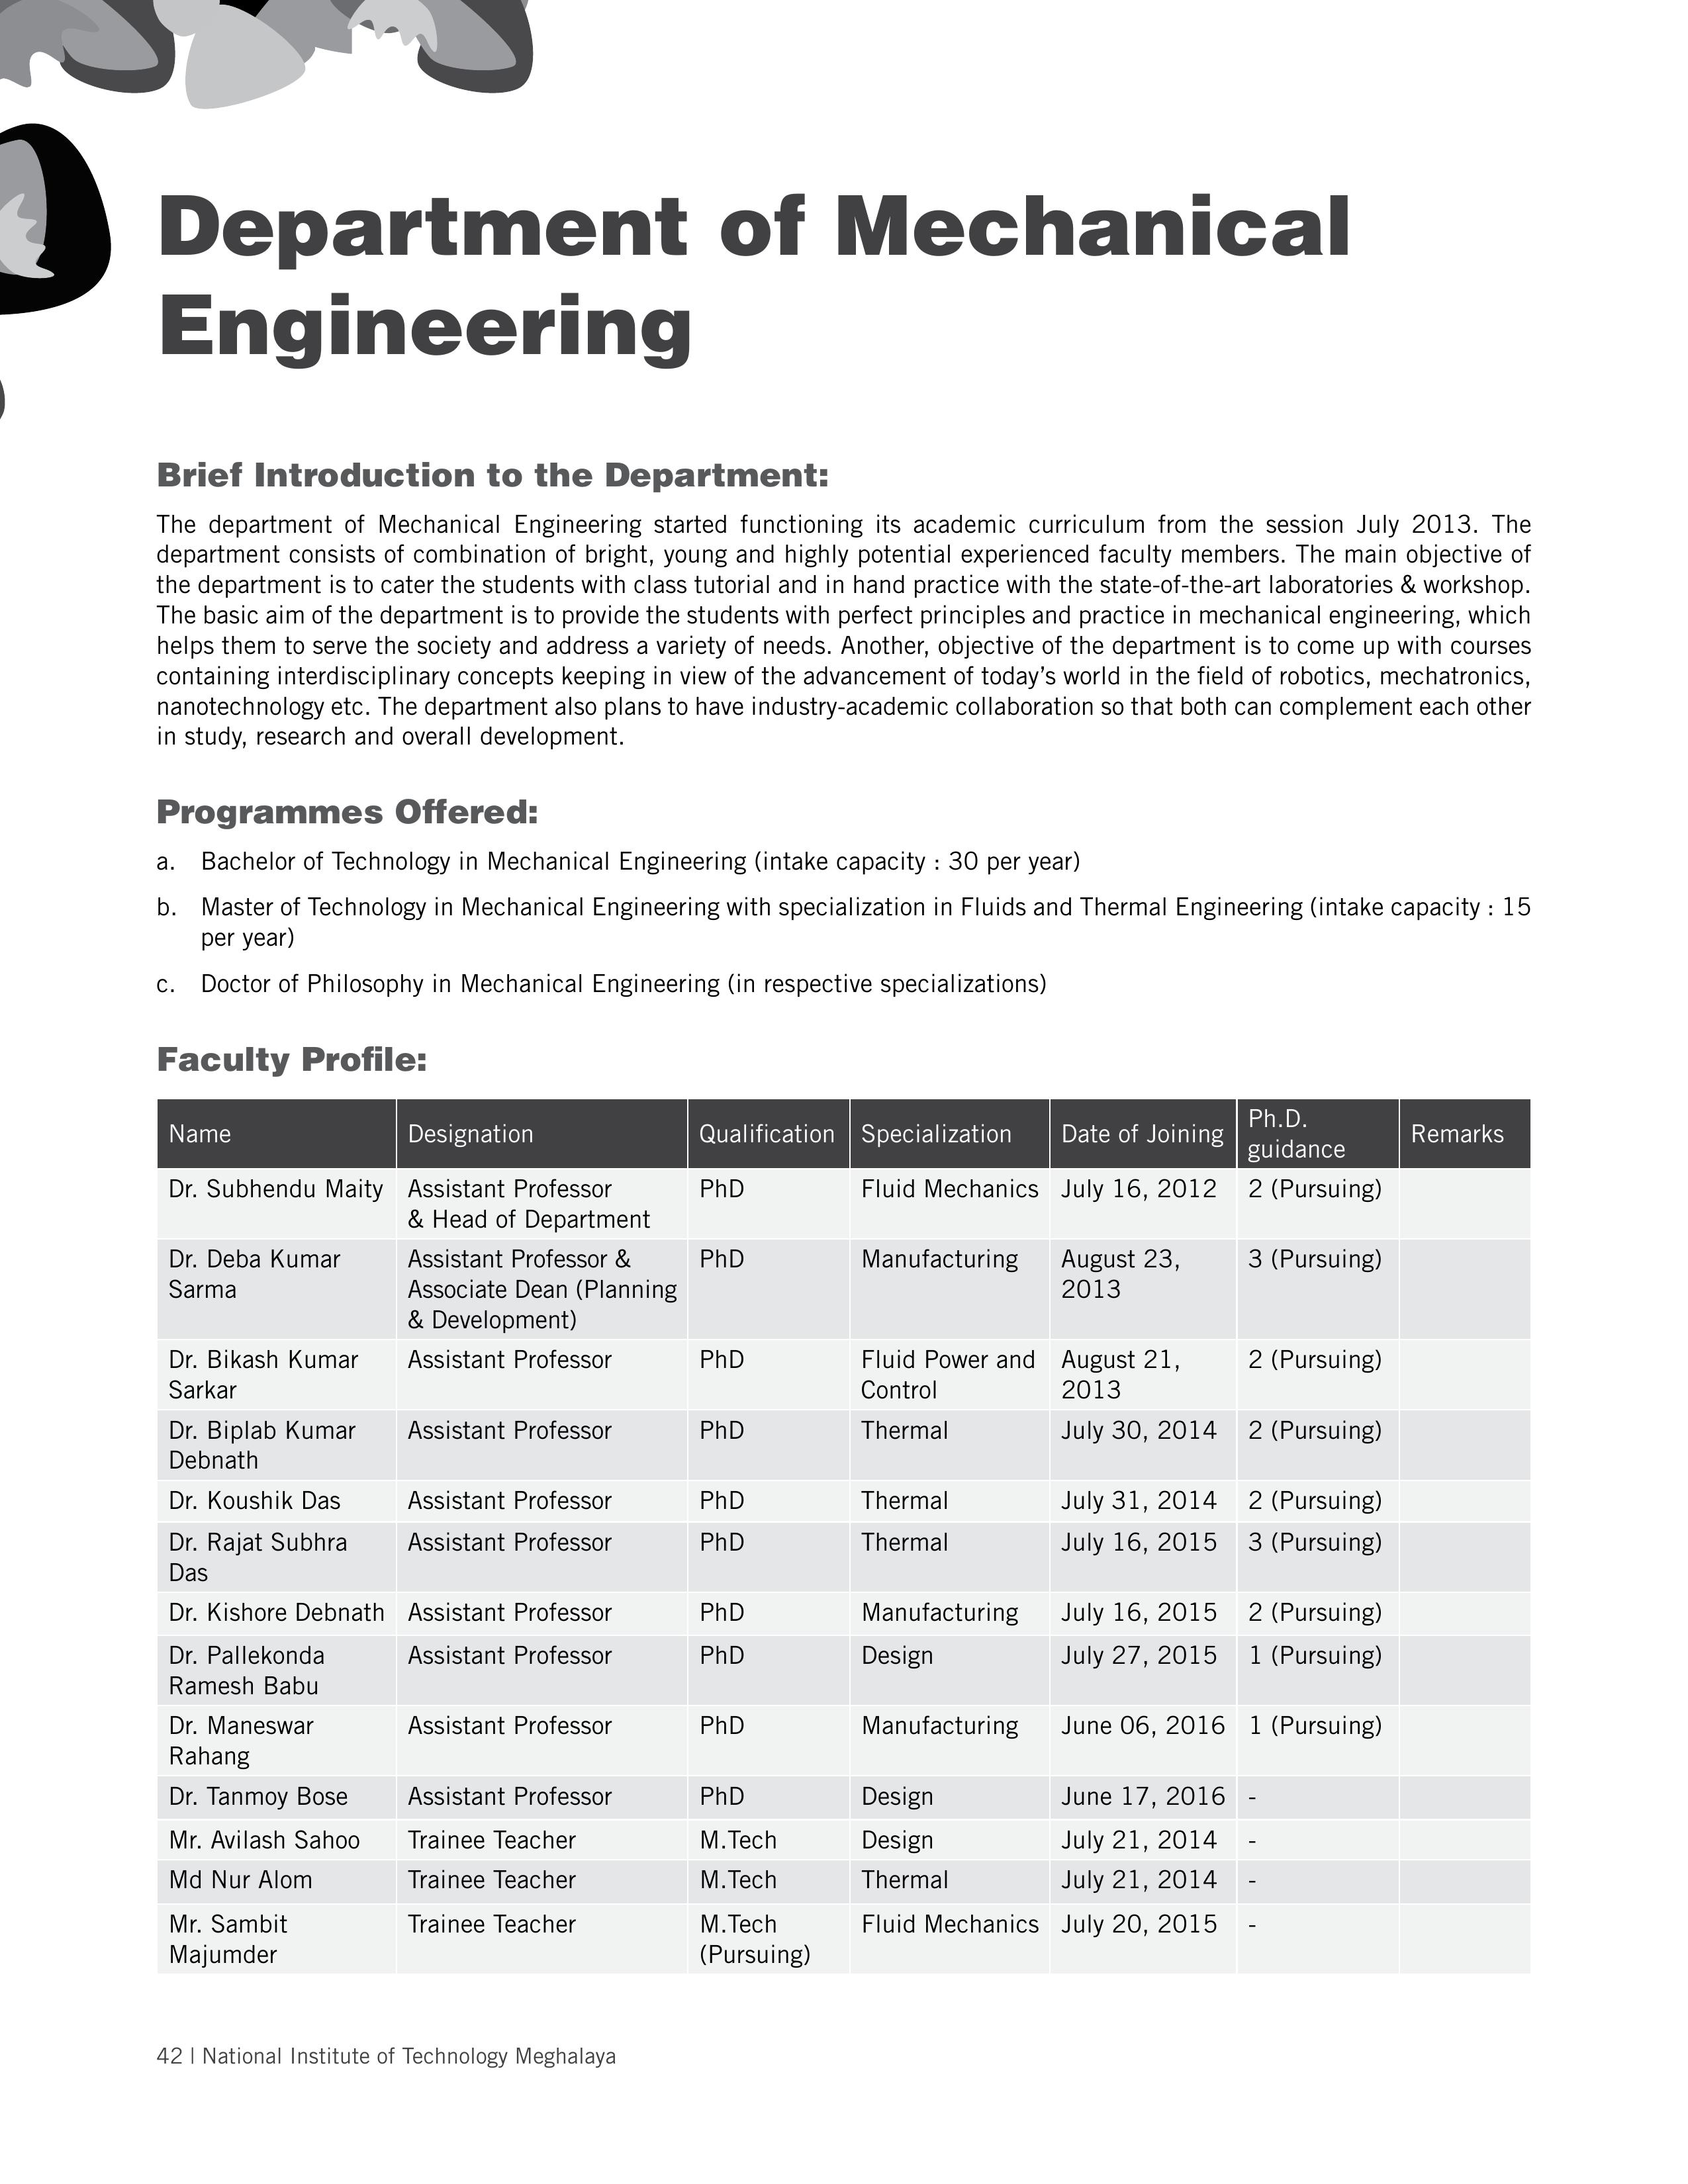 Department of Mechanical
Engineering
Brief Introduction to the Department:
The department of Mechanical Engineering started functioning its academic curriculum from the session July 2013. The
department consists of combination of bright, young and highly potential experienced faculty members. The main objective of
the department is to cater the students with class tutorial and in hand practice with the state-of-the-art laboratories & workshop.
The basic aim of the department is to provide the students with perfect principles and practice in mechanical engineering, which
helps them to serve the society and address a variety of needs. Another, objective of the department is to come up with courses
containing interdisciplinary concepts keeping in view of the advancement of today's world in the field of robotics, mechatronics,
nanotechnology etc. The department also plans to have industry-academic collaboration so that both can complement each other
in study, research and overall development.
Programmes Offered:
a. Bachelor of Technology in Mechanical Engineering (intake capacity : 30 per year)
b. Master of Technology in Mechanical Engineering with specialization in Fluids and Thermal Engineering (intake capacity : 15
per year)
c. Doctor of Philosophy in Mechanical Engineering (in respective specializations)
Faculty Profile:
Name Designation Qualification Specialization Date of Joining Ph.D.
guidance Remarks
Dr. Subhendu Maity Assistant Professor PhD Fluid Mechanics July 16, 2012 2 (Pursuing)
& Head of Department
Dr. Deba Kumar Assistant Professor & PhD Manufacturing August 23, 3 (Pursuing)
Sarma Associate Dean (Planning 2013
& Development)
Dr. Bikash Kumar Assistant Professor PhD Fluid Power and August 21, 2 (Pursuing)
Sarkar Control 2013
Dr. Biplab Kumar Assistant Professor PhD Thermal July 30, 2014 2 (Pursuing)
Debnath
Dr. Koushik Das Assistant Professor PhD Thermal July 31, 2014 2 (Pursuing)
Dr. Rajat Subhra Assistant Professor PhD Thermal July 16, 2015 3 (Pursuing)
Das
Dr. Kishore Debnath Assistant Professor PhD Manufacturing July 16, 2015 2 (Pursuing)
Dr. Pallekonda Assistant Professor PhD Design July 27, 2015 1 (Pursuing)
Ramesh Babu
Dr. Maneswar Assistant Professor PhD Manufacturing June 06, 2016 1 (Pursuing)
Rahang
Dr. Tanmoy Bose Assistant Professor PhD Design June 17, 2016 -
Mr. Avilash Sahoo Trainee Teacher M.Tech Design July 21, 2014 -
Md Nur Alom Trainee Teacher M.Tech Thermal July 21, 2014 -
Mr. Sambit Trainee Teacher M.Tech Fluid Mechanics July 20, 2015 -
Majumder (Pursuing)
42 | National Institute of Technology Meghalaya